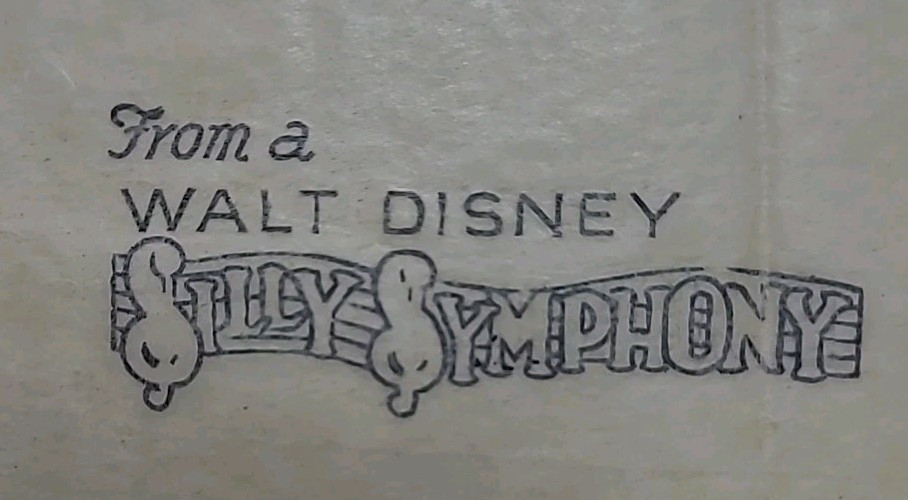 From a
WALT DISNEY
SILLY SYMPHONY